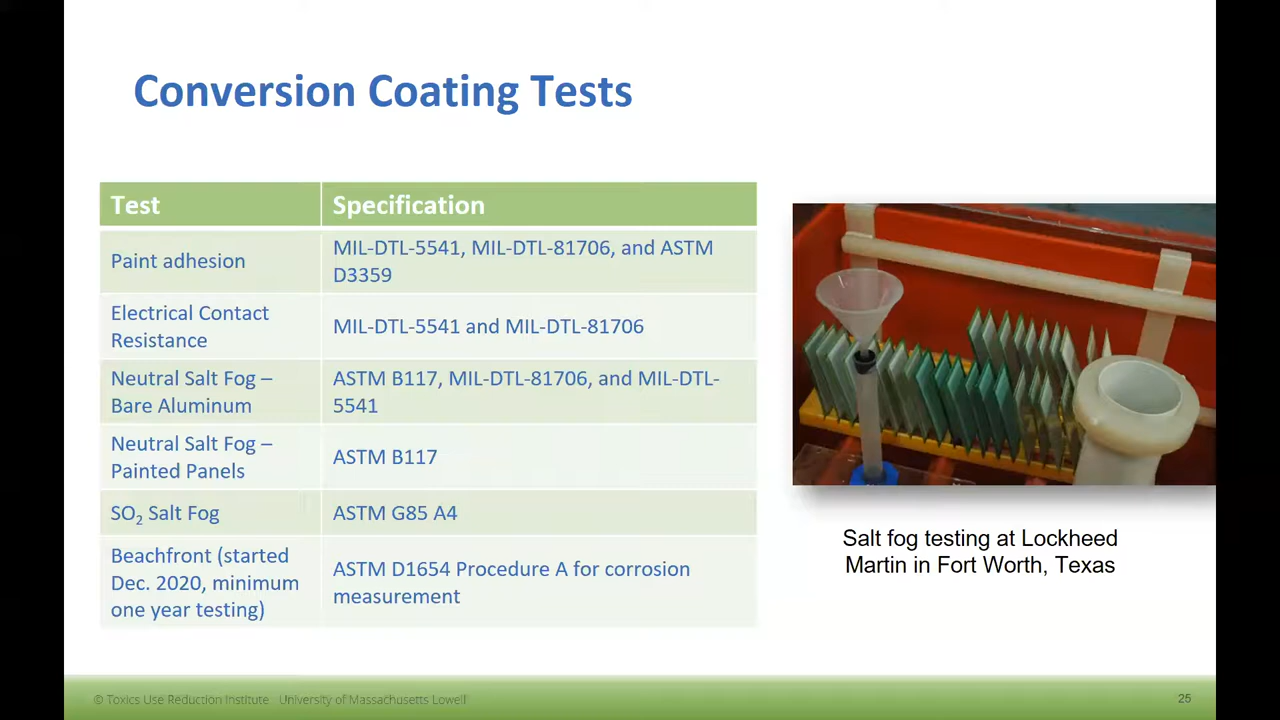 Conversion Coating Tests
Test
Specification
Paint adhesion
MIL-DTL-5541, MIL-DTL-81706, and ASTM
D3359
Electrical Contact
Resistance
MIL-DTL-5541 and MIL-DTL-81706
Neutral Salt Fog –
Bare Aluminum
ASTM B117, MIL-DTL-81706, and MIL-DTL-
5541
Neutral Salt Fog –
Painted Panels
ASTM B117
SO₂ Salt Fog
ASTM G85 A4
Beachfront (started
Dec. 2020, minimum
one year testing)
ASTM D1654 Procedure A for corrosion
measurement
Salt fog testing at Lockheed
Martin in Fort Worth, Texas
© Toxics Use Reduction Institute University of Massachusetts Lowell
25